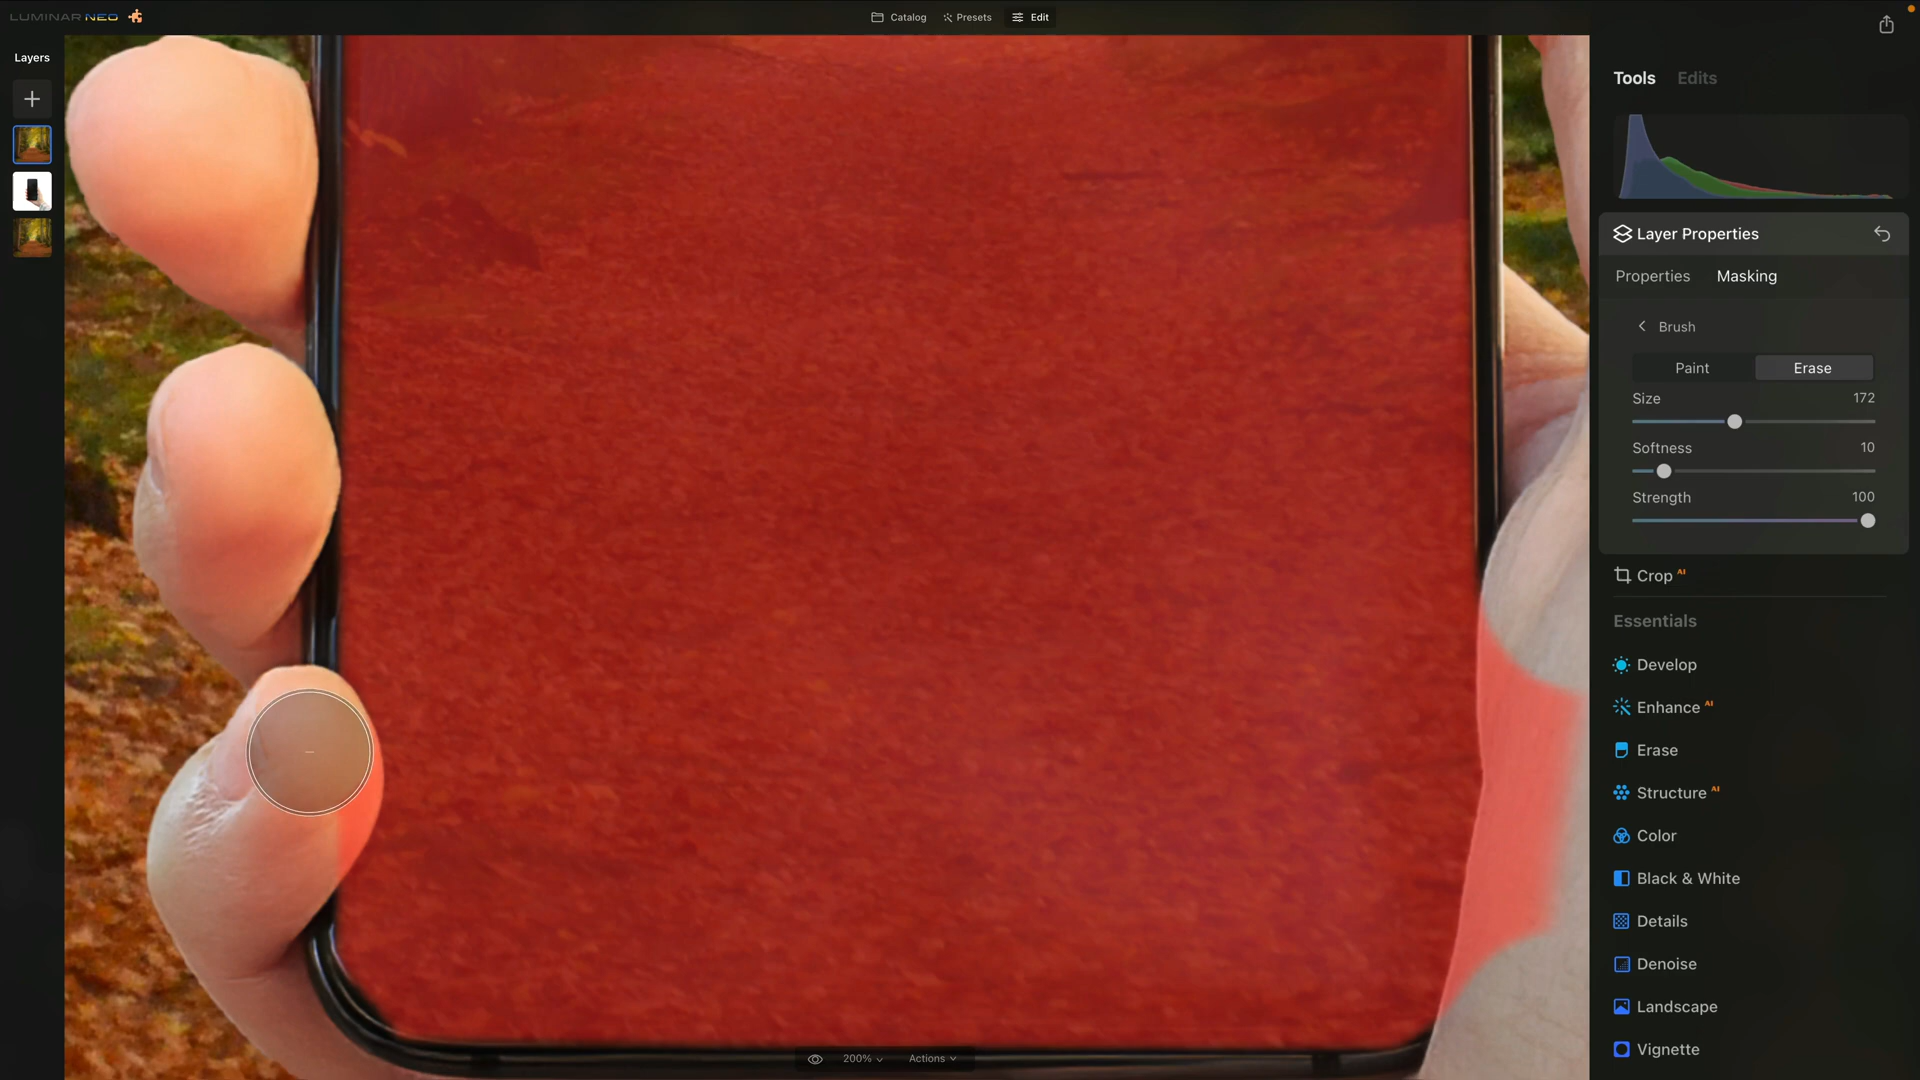 LUMINAR NEO
Catalog
Presets
Edit
Layers
Tools
Edits
Layer Properties
Properties
Masking
Brush
Paint
Erase
Size
172
Softness
10
Strength
100
Crop AI
Essentials
Develop
Enhance AI
Erase
Structure AI
Color
Black & White
Details
Denoise
Landscape
Vignette
200%
Actions